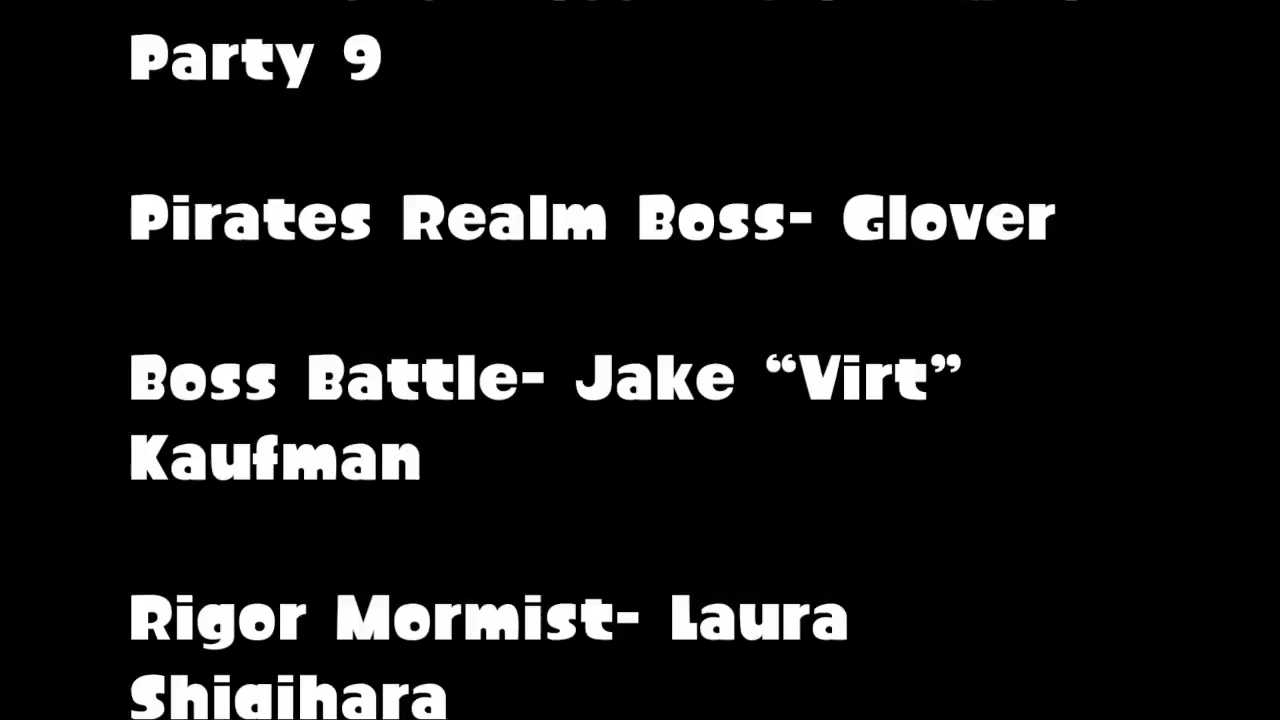 Party 9
Pirates Realm Boss- Glover
Boss Battle- Jake “Virt”
Kaufman
Rigor Mormist- Laura
Shigihara